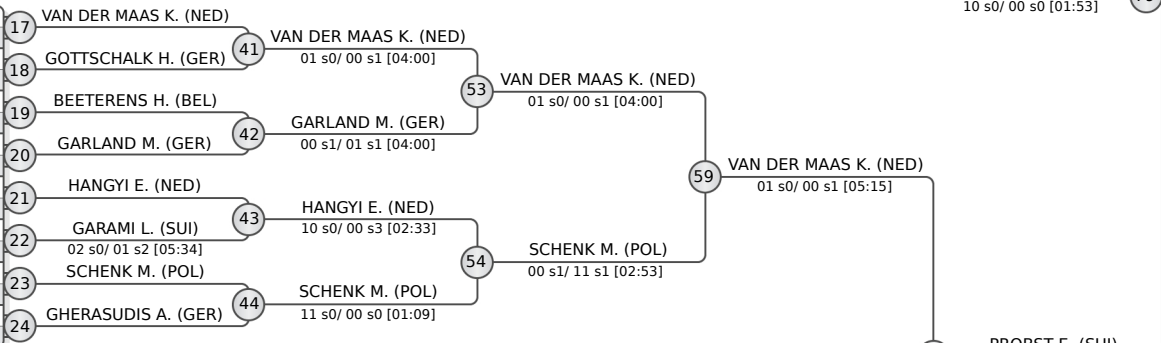 10 s0/ 00 s0 [01:53]
17
VAN DER MAAS K. (NED)
18
GOTTSCHALK H. (GER)
41
VAN DER MAAS K. (NED)
01 s0/ 00 s1 [04:00]
19
BEETERENS H. (BEL)
20
GARLAND M. (GER)
42
GARLAND M. (GER)
00 s1/ 01 s1 [04:00]
53
VAN DER MAAS K. (NED)
01 s0/ 00 s1 [04:00]
21
HANGYI E. (NED)
22
GARAMI L. (SUI)
02 s0/ 01 s2 [05:34]
43
HANGYI E. (NED)
10 s0/ 00 s3 [02:33]
23
SCHENK M. (POL)
24
GHERASUDIS A. (GER)
44
SCHENK M. (POL)
11 s0/ 00 s0 [01:09]
54
SCHENK M. (POL)
00 s1/ 11 s1 [02:53]
59
VAN DER MAAS K. (NED)
01 s0/ 00 s1 [05:15]